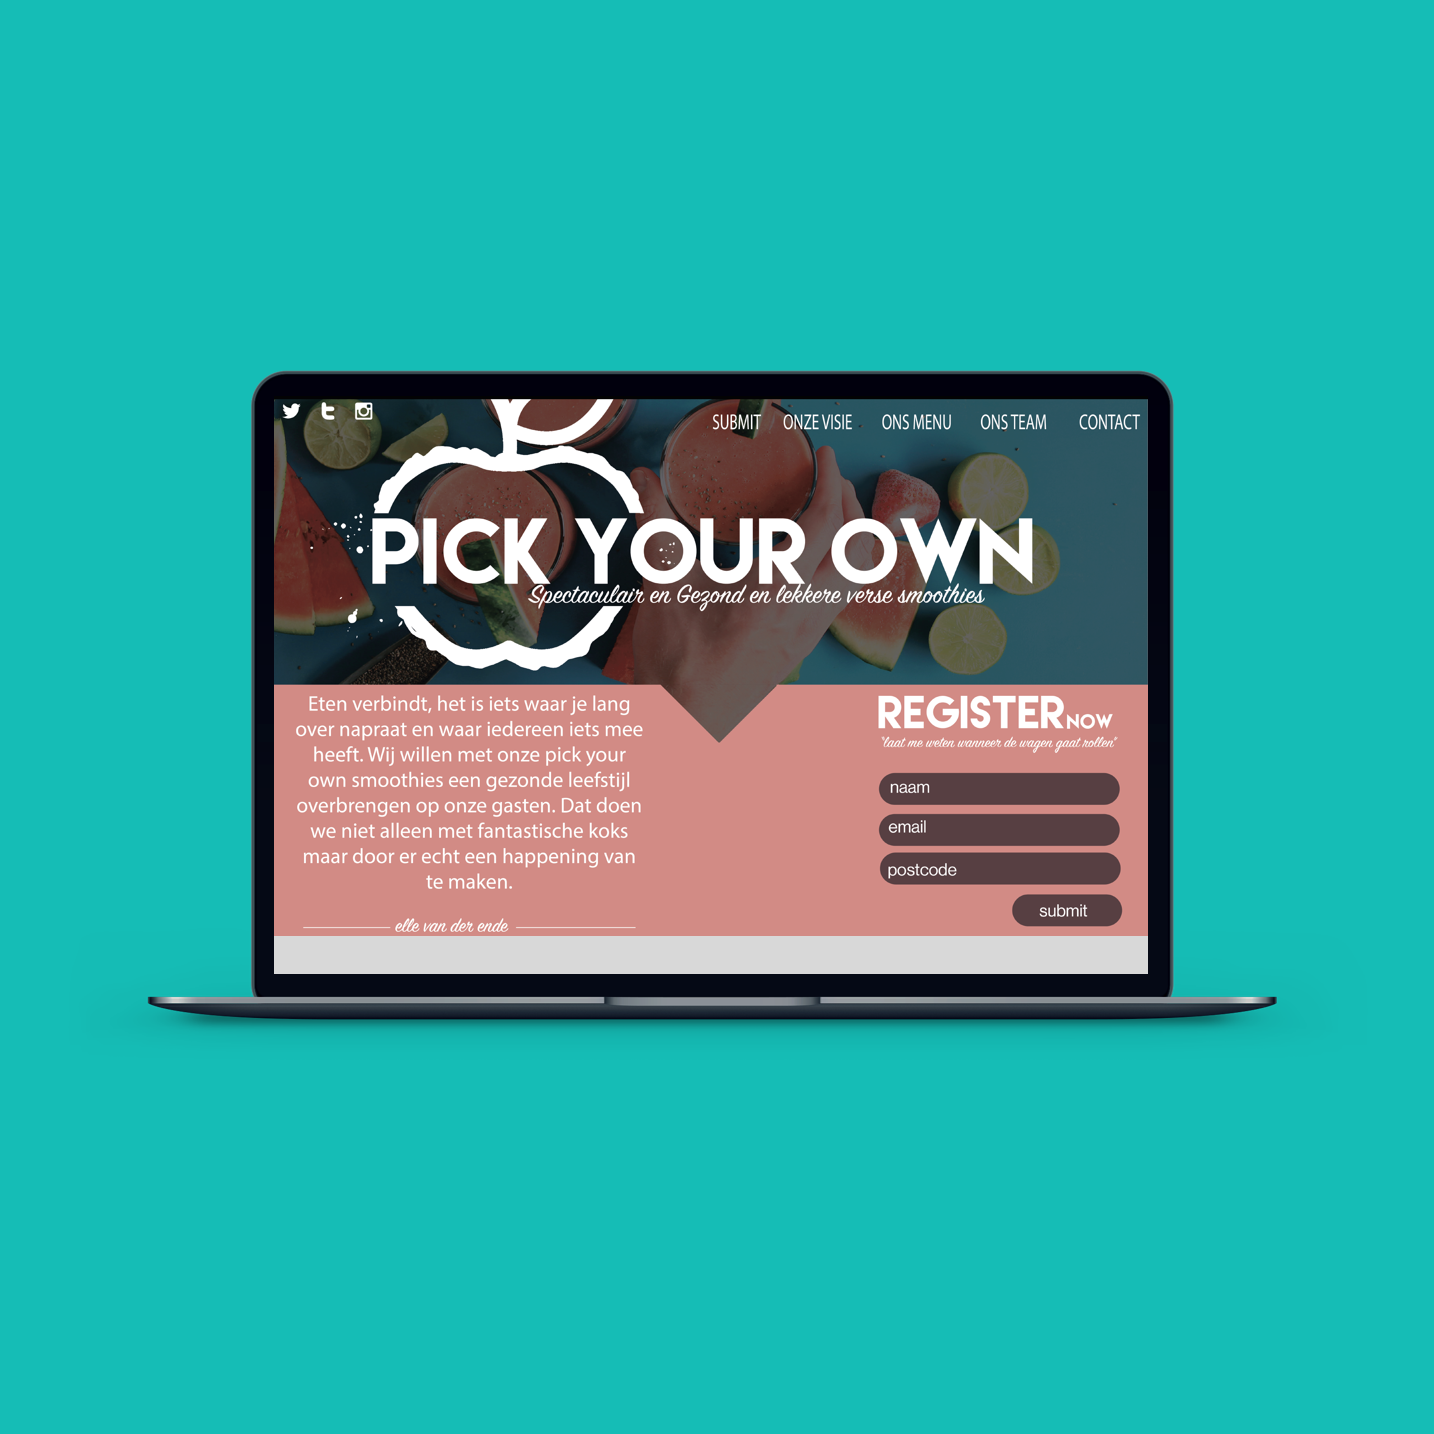 SUBMIT ONZE VISIE ONS MENU ONS TEAM CONTACT
PICK YOUR OWN
Spectaculair en Gezond en lekkere verse smoothies
Eten verbindt, het is iets waar je lang
over napraat en waar iedereen iets mee
heeft. Wij willen met onze pick your
own smoothies een gezonde leefstijl
overbrengen op onze gasten. Dat doen
we niet alleen met fantastische koks
maar door er echt een happening van
te maken.
elle van der ende
REGISTER NOW
"laat me weten wanneer de wagen gaat rollen"
naam
email
postcode
submit